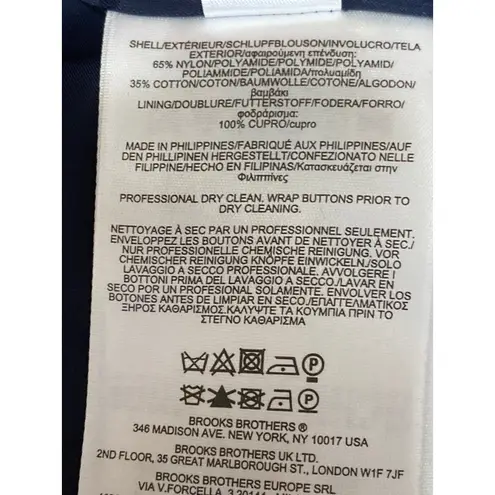 SHELL/EXTÉRIEUR/SCHLUPFBLOUSON/INVOLUCRO/TELA
EXTERIOR/αφαιρούμενη επένδυση:
65% NYLON/POLYAMIDE/POLYMIDE/POLYAMID/
POLIAMMIDE/POLIAMIDA/πολυαμίδη
35% COTTON/COTON/BAUMWOLLE/COTONE/ALGODON/
βαμβάκι
LINING/DOUBLURE/FUTTERSTOFF/FODERA/FORRO/
φοδράρισμα:
100% CUPRO/cupro
MADE IN PHILIPPINES/FABRIQUÉ AUX PHILIPPINES/AUF
DEN PHILLIPINEN HERGESTELLT/CONFEZIONATO NELLE
FILIPPINE/HECHO EN FILIPINAS/Κατασκευάζεται στην
Φιλιππίνες
PROFESSIONAL DRY CLEAN. WRAP BUTTONS PRIOR TO
DRY CLEANING.
NETTOYAGE À SEC PAR UN PROFESSIONNEL SEULEMENT.
ENVELOPPEZ LES BOUTONS AVANT DE NETTOYER À SEC./
NUR PROFESSIONELLE CHEMISCHE REINIGUNG. VOR
CHEMISCHER REINIGUNG KNÖPFE EINWICKELN./SOLO
LAVAGGIO A SECCO PROFESSIONALE, AVVOLGERE I
BOTTONI PRIMA DEL LAVAGGIO A SECCO./LAVAR EN
SECO POR UN PROFESIONAL SOLAMENTE. ENVOLVER LOS
BOTONES ANTES DE LIMPIAR EN SECO./ΕΠΑΓΓΕΛΜΑΤΙΚΟΣ
ΞΗΡΟΣ ΚΑΘΑΡΙΣΜΟΣ.ΚΑΛΥΨΤΕ ΤΑ ΚΟΥΜΠΙΑ ΠΡΙΝ ΤΟ
ΣΤΕΓΝΟ ΚΑΘΑΡΙΣΜΑ
P
P
BROOKS BROTHERS ®
346 MADISON AVE. NEW YORK, NY 10017 USA
BROOKS BROTHERS UK LTD.
2ND FLOOR, 35 GREAT MARLBOROUGH ST., LONDON W1F 7JF
BROOKS BROTHERS EUROPE SRL
VIA V.FORCELLA 3 20144